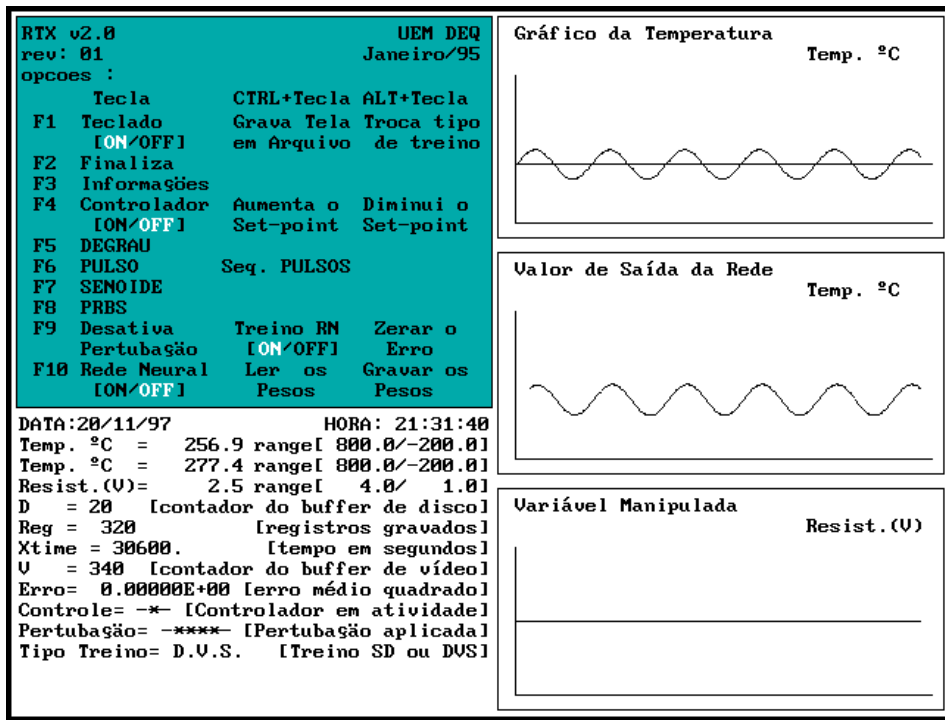 RTX v2.0 UEM DEQ
rev: 01 Janeiro/95
opcoes :
Tecla CTRL+Tecla ALT+Tecla
F1 Teclado Grava Tela Troca tipo
[ON/OFF] em Arquivo de treino
F2 Finaliza
F3 Informações
F4 Controlador Aumenta o Diminui o
[ON/OFF] Set-point Set-point
F5 DEGRAU
F6 PULSO Seq. PULSOS
F7 SENOIDE
F8 PRBS
F9 Desativa Treino RN Zerar o
Pertubação [ON/OFF] Erro
F10 Rede Neural Ler os Gravar os
[ON/OFF] Pesos Pesos
DATA:20/11/97 HORA: 21:31:40
Temp. ºC = 256.9 range[ 800.0/-200.0]
Temp. ºC = 277.4 range[ 800.0/-200.0]
Resist.(V)= 2.5 range[ 4.0/ 1.0]
D = 20 [contador do buffer de disco]
Reg = 320 [registros gravados]
Xtime = 30600. [tempo em segundos]
V = 340 [contador do buffer de vídeo]
Erro= 0.00000E+00 [erro médio quadrado]
Controle= -*- [Controlador em atividade]
Pertubação= -****- [Pertubação aplicada]
Tipo Treino= D.V.S. [Treino SD ou DVS]
Gráfico da Temperatura
Temp. ºC
Valor de Saída da Rede
Temp. ºC
Variável Manipulada
Resist.(V)